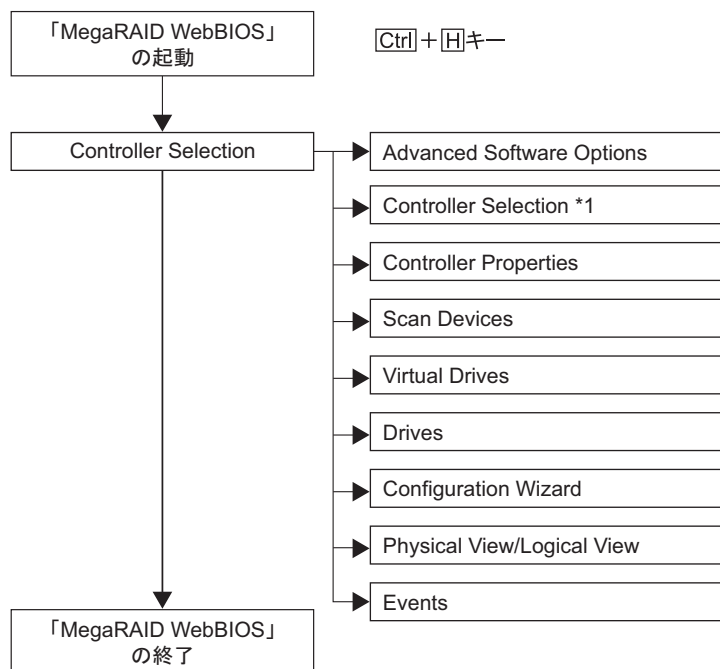 「MegaRAID WebBIOS」
の起動
Ctrl＋Hキー
Controller Selection
Advanced Software Options
Controller Selection *1
Controller Properties
Scan Devices
Virtual Drives
Drives
Configuration Wizard
Physical View/Logical View
Events
「MegaRAID WebBIOS」
の終了